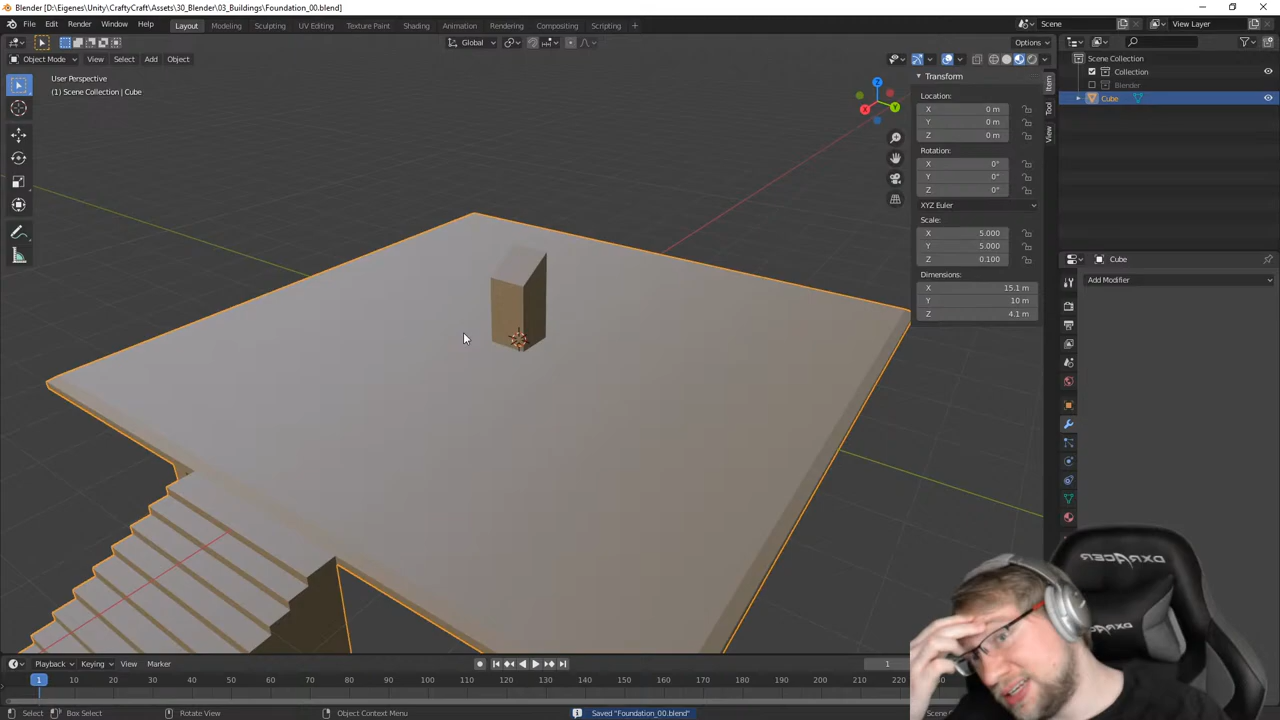 Blender [D:\Eigenes\Unity\CraftyCraft\Assets\30_Blender\03_Buildings\Foundation_00.blend]
File Edit Render Window Help Layout Modeling Sculpting UV Editing Texture Paint Shading Animation Rendering Compositing Scripting + Scene View Layer
Global Options
Object Mode View Select Add Object
User Perspective
(1) Scene Collection | Cube
Z
Y
X
Transform
Location:
X 0 m
Y 0 m
Z 0 m
Rotation:
X 0°
Y 0°
Z 0°
XYZ Euler
Scale:
X 5.000
Y 5.000
Z 0.100
Dimensions:
X 15.1 m
Y 10 m
Z 4.1 m
Item
Tool
View
Scene Collection
Collection
Blender
Cube
Cube
Add Modifier
DXRACER
Playback Keying View Marker 1
1 10 20 30 40 50 60 70 80 90 100 110 120 130 140 150 160 170 180 190 200 210 220
Select Box Select Rotate View Object Context Menu Saved "Foundation_00.blend"